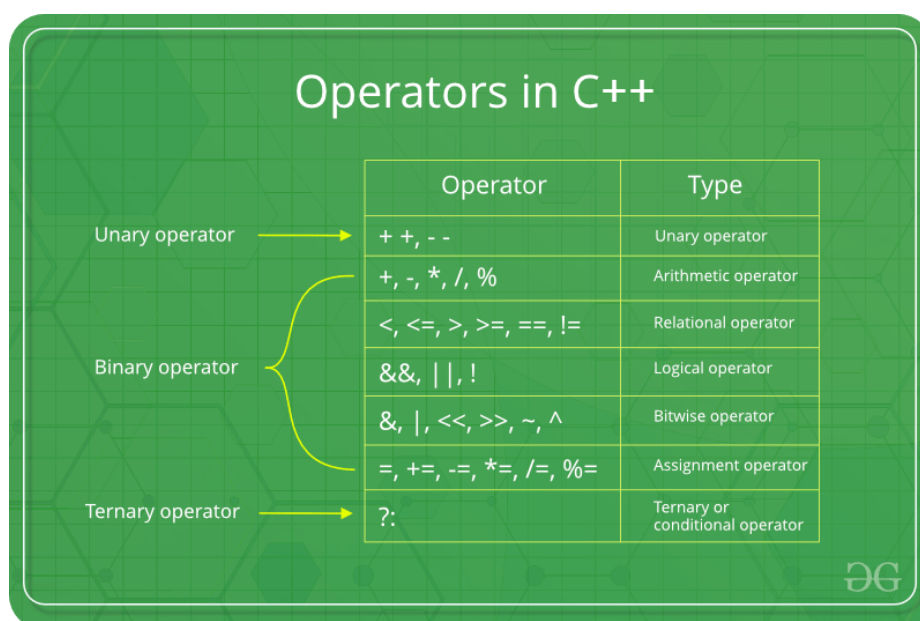 Operators in C++
Operator Type
Unary operator + +, - - Unary operator
+, -, *, /, % Arithmetic operator
<, <=, >, >=, ==, != Relational operator
Binary operator &&, ||, ! Logical operator
&, |, <<, >>, ~, ^ Bitwise operator
=, +=, -=, *=, /=, %= Assignment operator
Ternary operator ?: Ternary or
conditional operator
GG